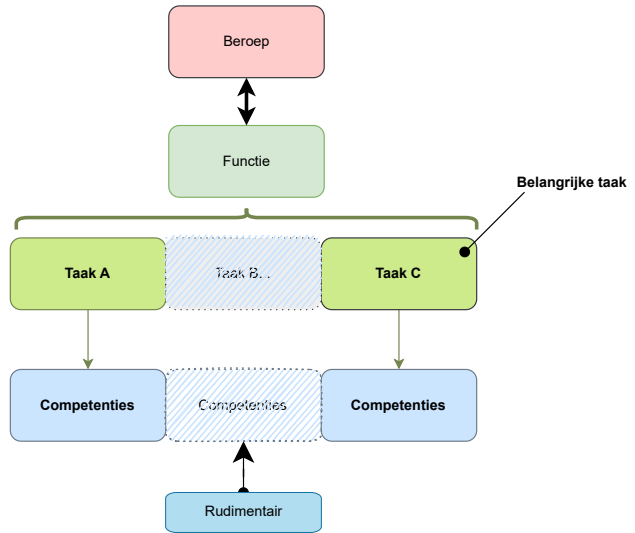 Beroep
Functie
Belangrijke taak
Taak A
Taak B...
Taak C
Competenties
Competenties
Competenties
Rudimentair